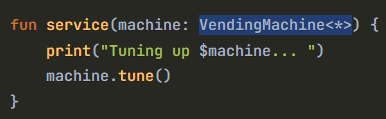 fun service(machine: VendingMachine<*>) {
    print("Tuning up $machine... ")
    machine.tune()
}